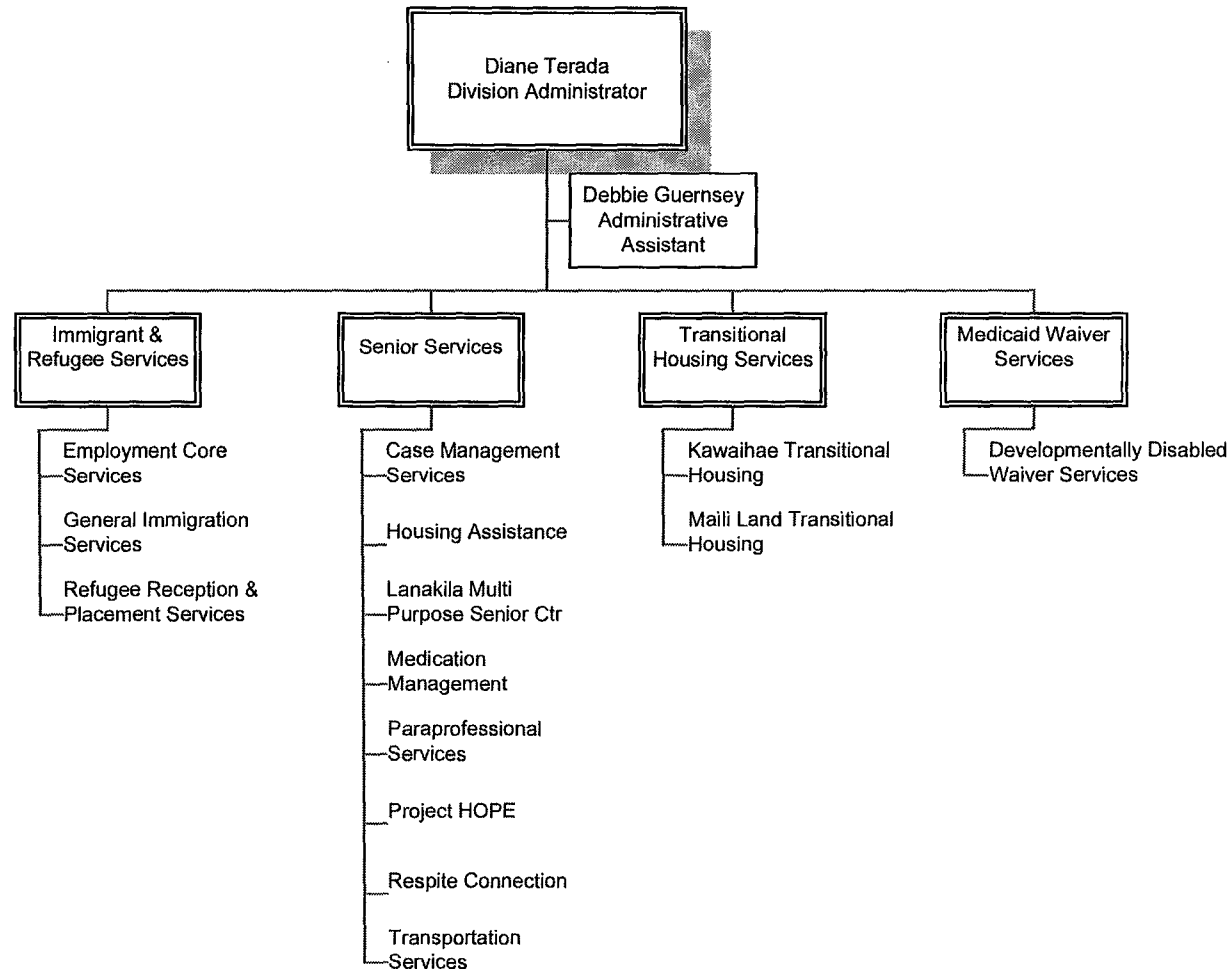 Diane Terada
Division Administrator
Debbie Guernsey
Administrative
Assistant
Immigrant &
Refugee Services
Employment Core
Services
General Immigration
Services
Refugee Reception &
Placement Services
Senior Services
Case Management
Services
Housing Assistance
Lanakila Multi
Purpose Senior Ctr
Medication
Management
Paraprofessional
Services
Project HOPE
Respite Connection
Transportation
Services
Transitional
Housing Services
Kawaihae Transitional
Housing
Maili Land Transitional
Housing
Medicaid Waiver
Services
Developmentally Disabled
Waiver Services